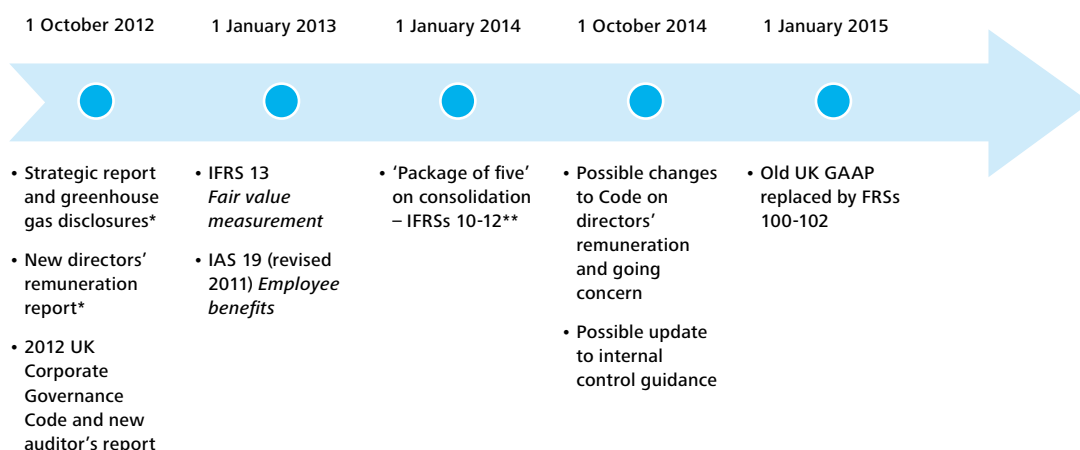 1 October 2012
1 January 2013
1 January 2014
1 October 2014
1 January 2015
• Strategic report
and greenhouse
gas disclosures*
• New directors’
remuneration
report*
• 2012 UK
Corporate
Governance
Code and new
auditor’s report
• IFRS 13
Fair value
measurement
• IAS 19 (revised
2011) Employee
benefits
• ‘Package of five’
on consolidation
– IFRSs 10-12**
• Possible changes
to Code on
directors’
remuneration
and going
concern
• Possible update
to internal
control guidance
• Old UK GAAP
replaced by FRSs
100-102